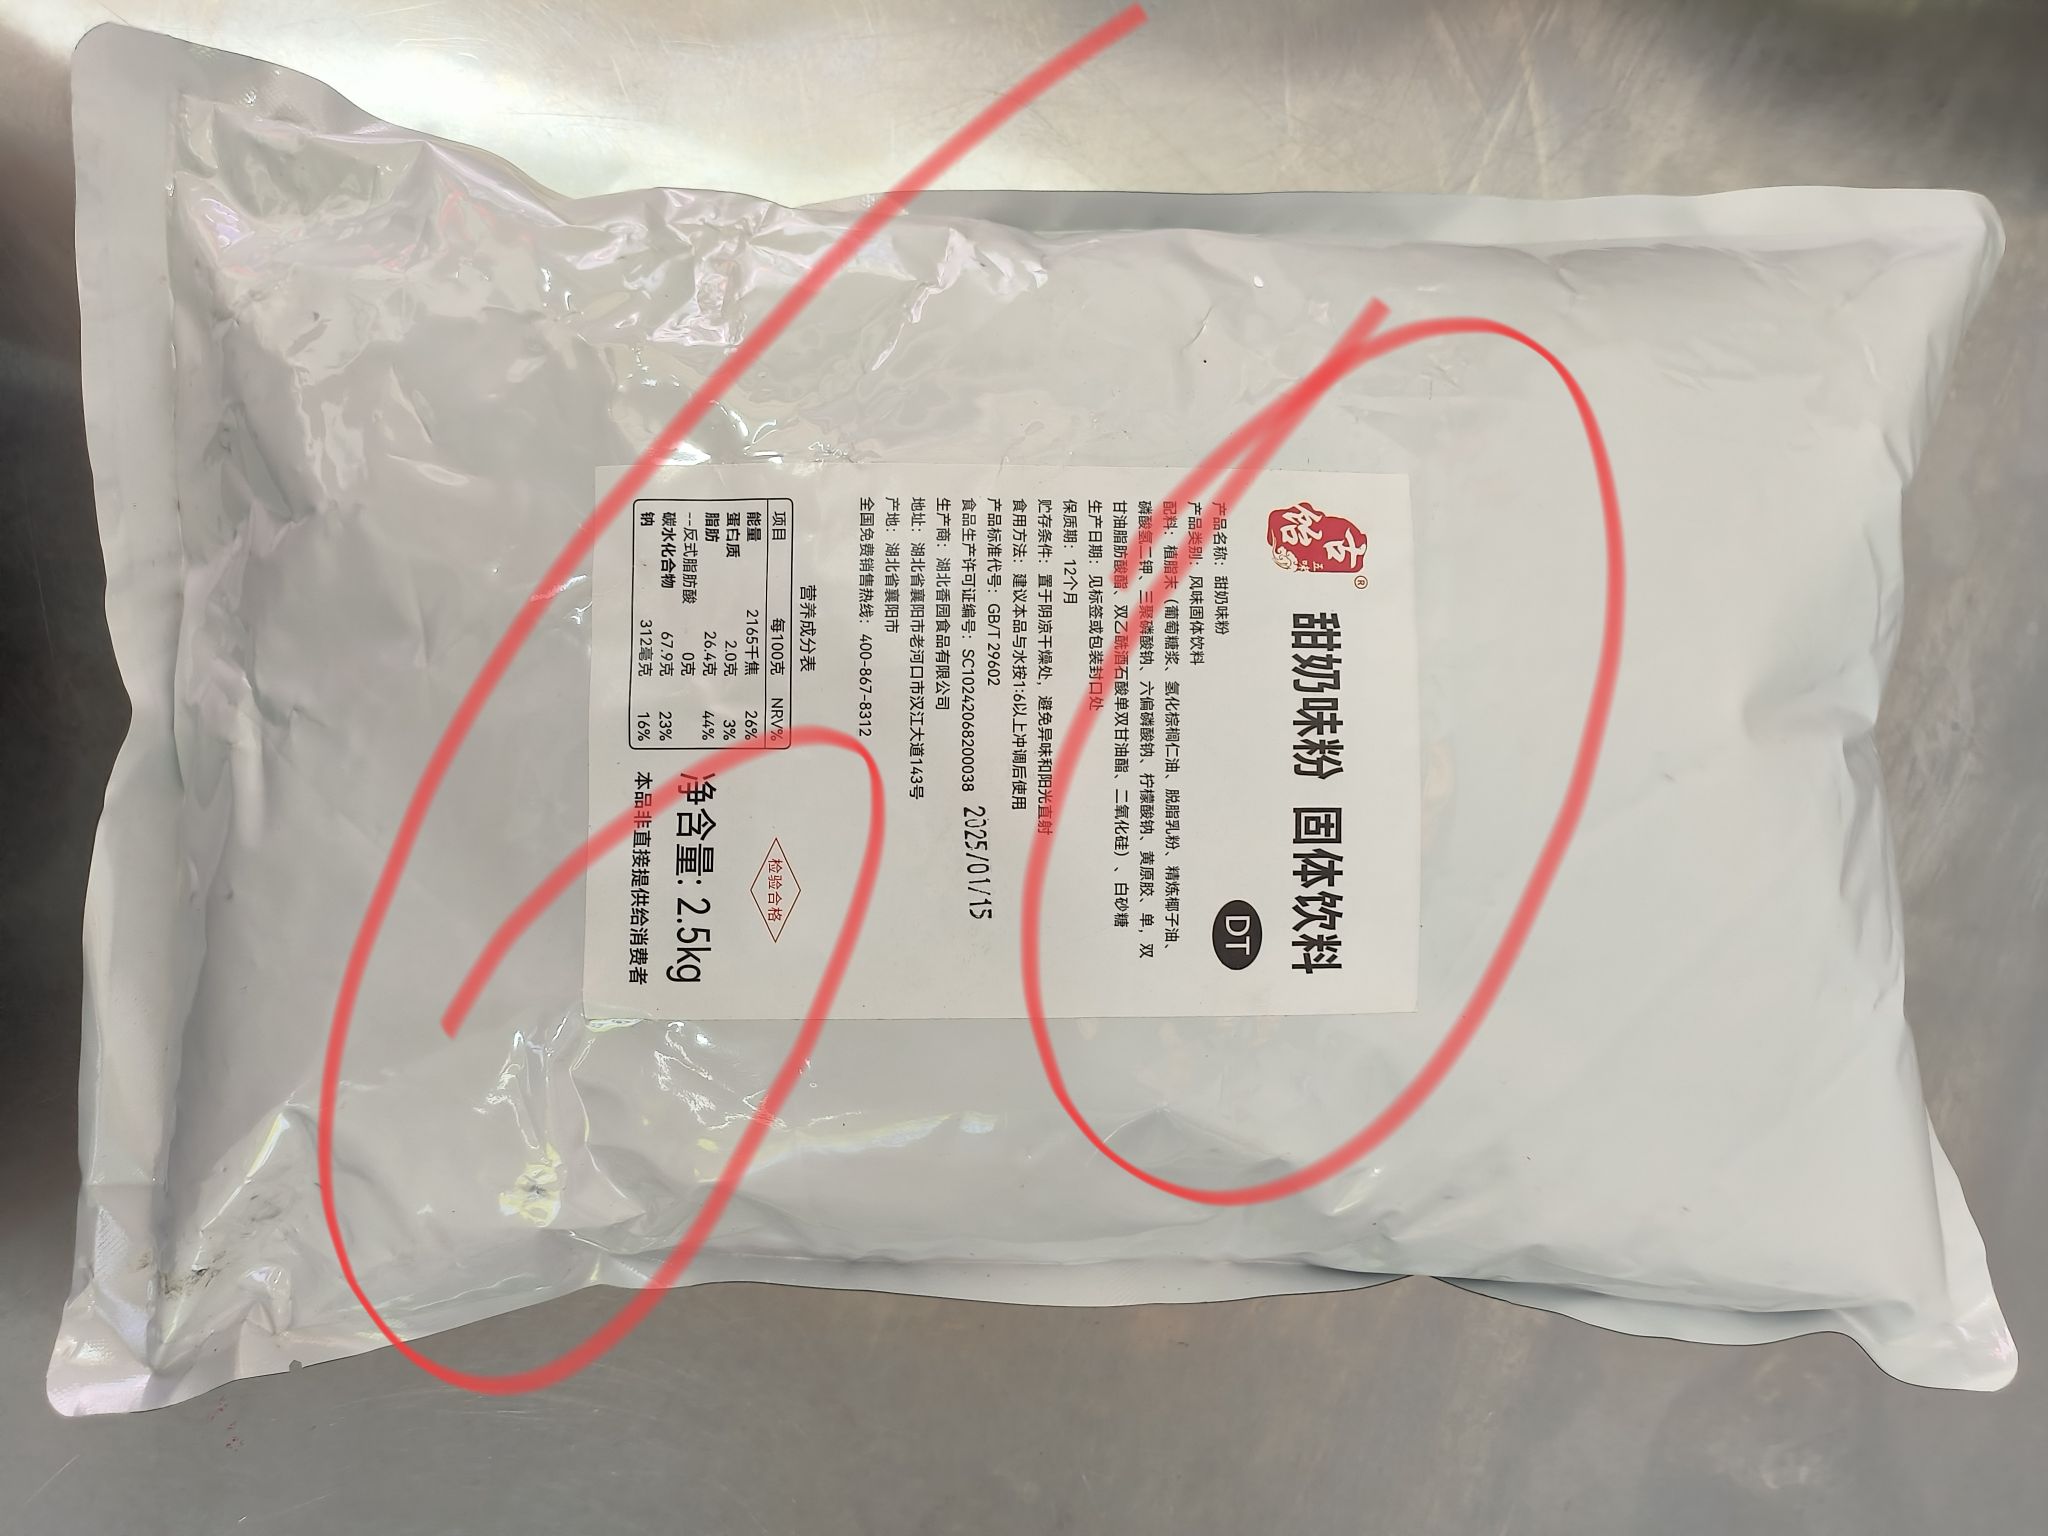 古饴
五味
®
甜奶味粉 固体饮料
DT
产品名称：甜奶味粉
产品类别：风味固体饮料
配料：植脂末（葡萄糖浆、氢化棕榈仁油、脱脂乳粉、精炼椰子油、
磷酸氢二钾、三聚磷酸钠、六偏磷酸钠、柠檬酸钠、黄原胶、单，双
甘油脂肪酸酯、双乙酰酒石酸单双甘油酯、二氧化硅）、白砂糖
生产日期：见标签或包装封口处
保质期：12个月
贮存条件：置于阴凉干燥处，避免异味和阳光直射
食用方法：建议本品与水按1:6以上冲调后使用
产品标准代号：GB/T 29602
食品生产许可证编号：SC10242068200038
2025/01/15
生产商：湖北香园食品有限公司
地址：湖北省襄阳市老河口市汉江大道143号
产地：湖北省襄阳市
全国免费销售热线：400-867-8312
营养成分表
项目 每100克 NRV%
能量 2165千焦 26%
蛋白质 2.0克 3%
脂肪 26.4克 44%
--反式脂肪酸 0克
碳水化合物 67.9克 23%
钠 312毫克 16%
检验合格
净含量: 2.5kg
本品非直接提供给消费者